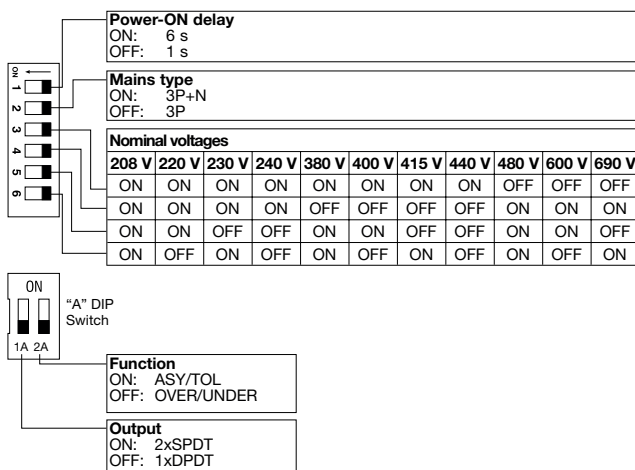 Power-ON delay
ON: 6 s
OFF: 1 s
ON
1
2
3
4
5
6
Mains type
ON: 3P+N
OFF: 3P
Nominal voltages
208 V 220 V 230 V 240 V 380 V 400 V 415 V 440 V 480 V 600 V 690 V
ON ON ON ON ON ON ON ON OFF OFF OFF
ON ON ON ON OFF OFF OFF OFF ON ON ON
ON ON OFF OFF ON ON OFF OFF ON ON OFF
ON OFF ON OFF ON OFF ON OFF ON OFF ON
ON
"A" DIP
Switch
1A 2A
Function
ON: ASY/TOL
OFF: OVER/UNDER
Output
ON: 2xSPDT
OFF: 1xDPDT